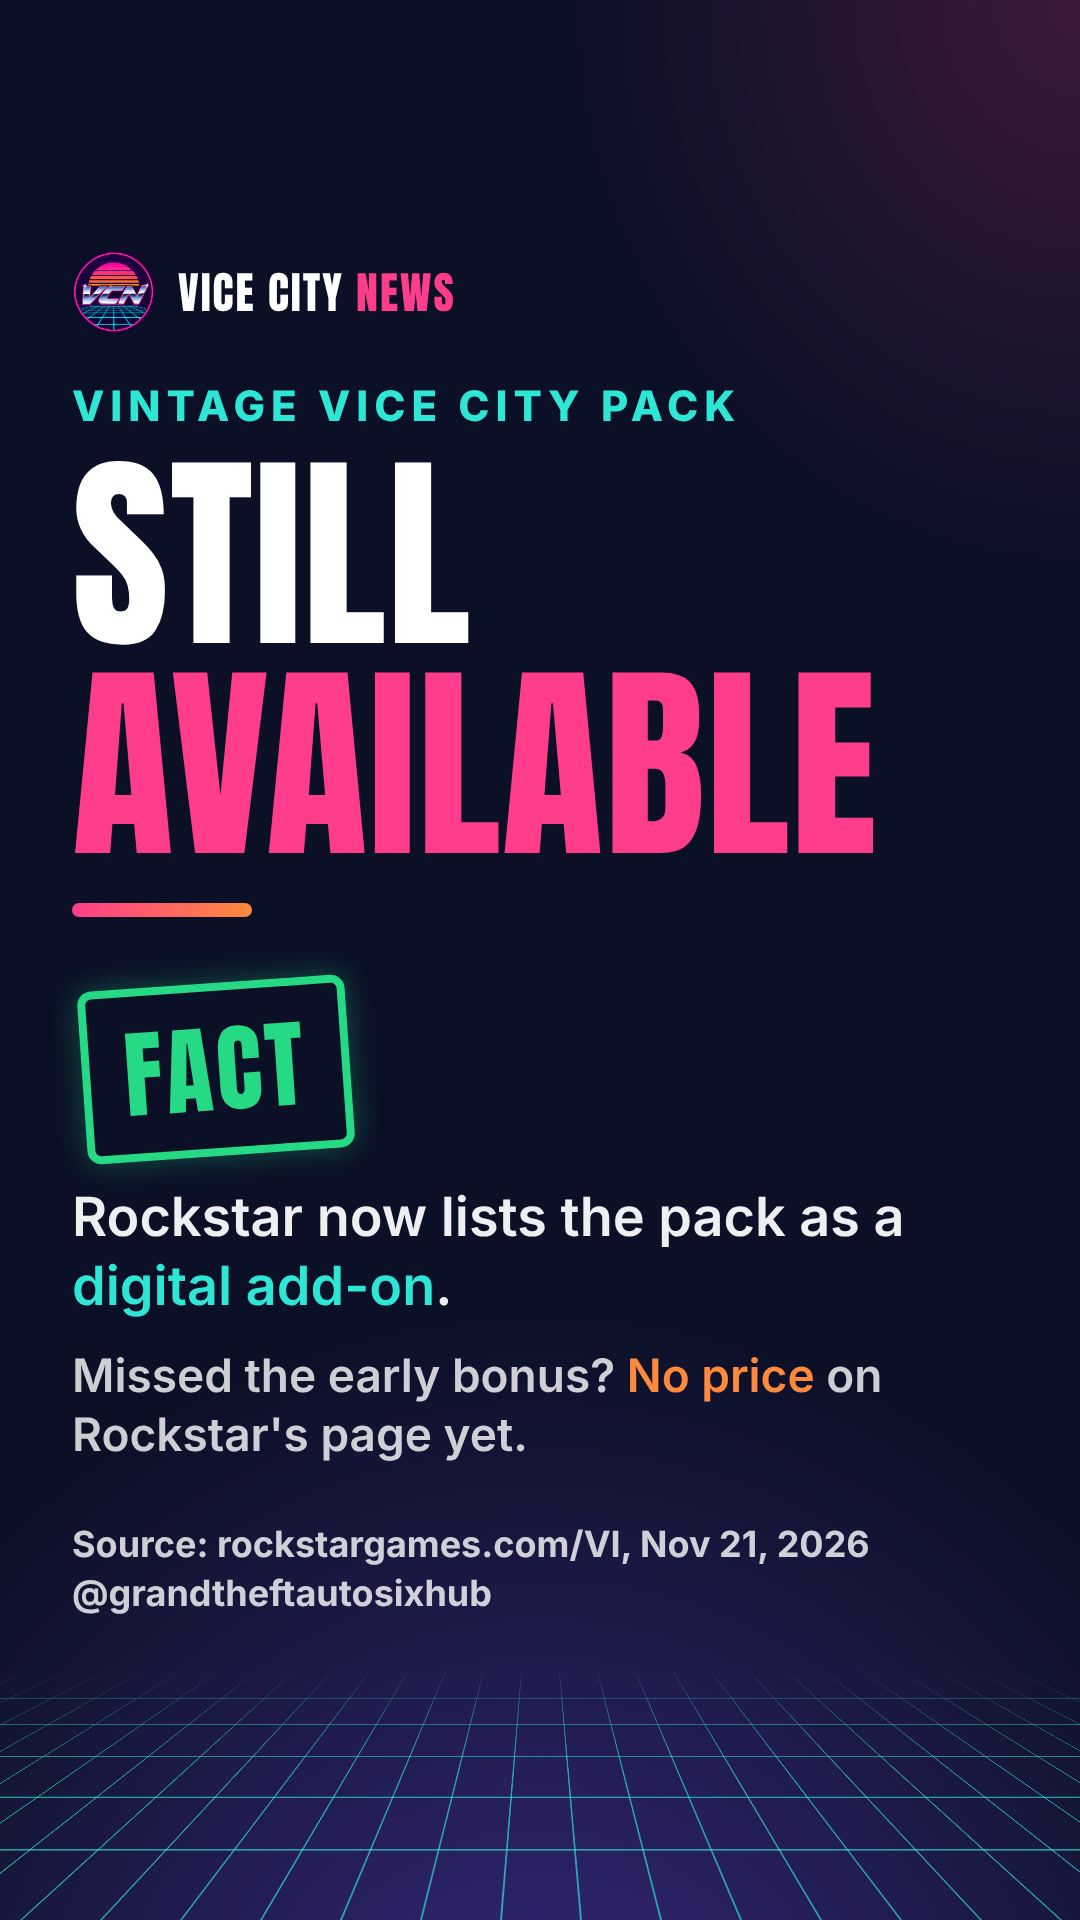 VCN
VICE CITY NEWS
VINTAGE VICE CITY PACK
STILL
AVAILABLE
FACT
Rockstar now lists the pack as a
digital add-on.
Missed the early bonus? No price on
Rockstar's page yet.
Source: rockstargames.com/VI, Nov 21, 2026
@grandtheftautosixhub